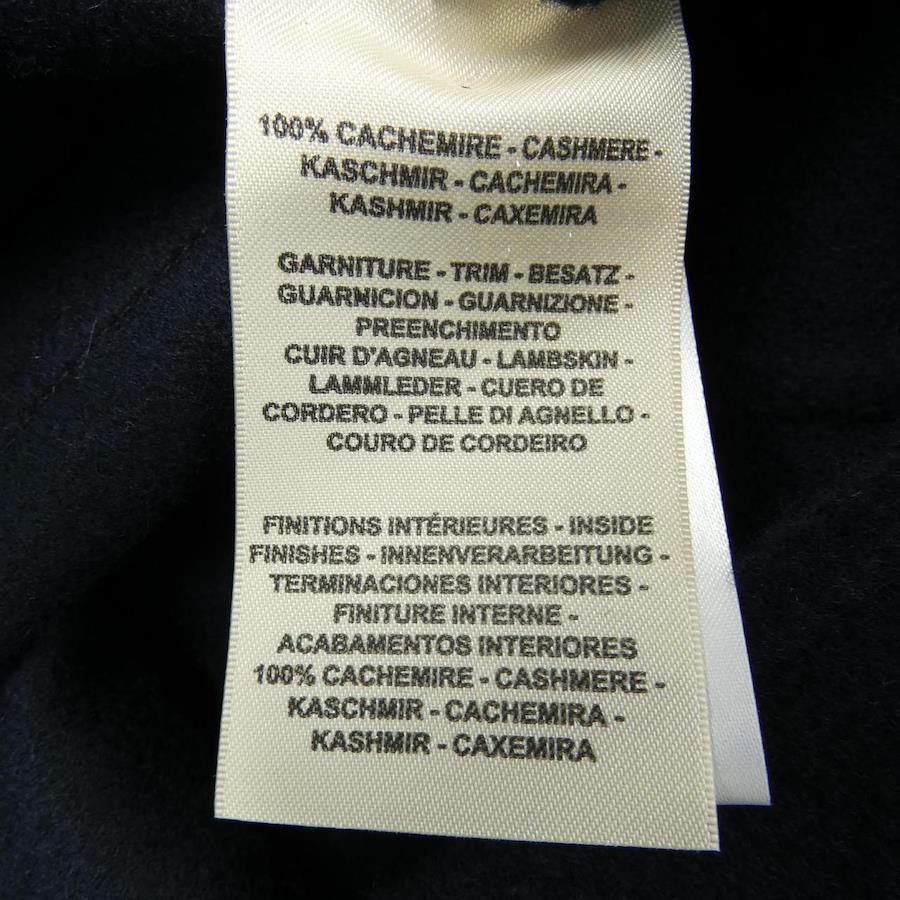 100% CACHEMIRE - CASHMERE -
KASCHMIR - CACHEMIRA -
KASHMIR - CAXEMIRA
GARNITURE - TRIM - BESATZ -
GUARNICION - GUARNIZIONE -
PREENCHIMENTO
CUIR D'AGNEAU - LAMBSKIN -
LAMMLEDER - CUERO DE
CORDERO - PELLE DI AGNELLO -
COURO DE CORDEIRO
FINITIONS INTÉRIEURES - INSIDE
FINISHES - INNENVERARBEITUNG -
TERMINACIONES INTERIORES -
FINITURE INTERNE -
ACABAMENTOS INTERIORES
100% CACHEMIRE - CASHMERE -
KASCHMIR - CACHEMIRA -
KASHMIR - CAXEMIRA